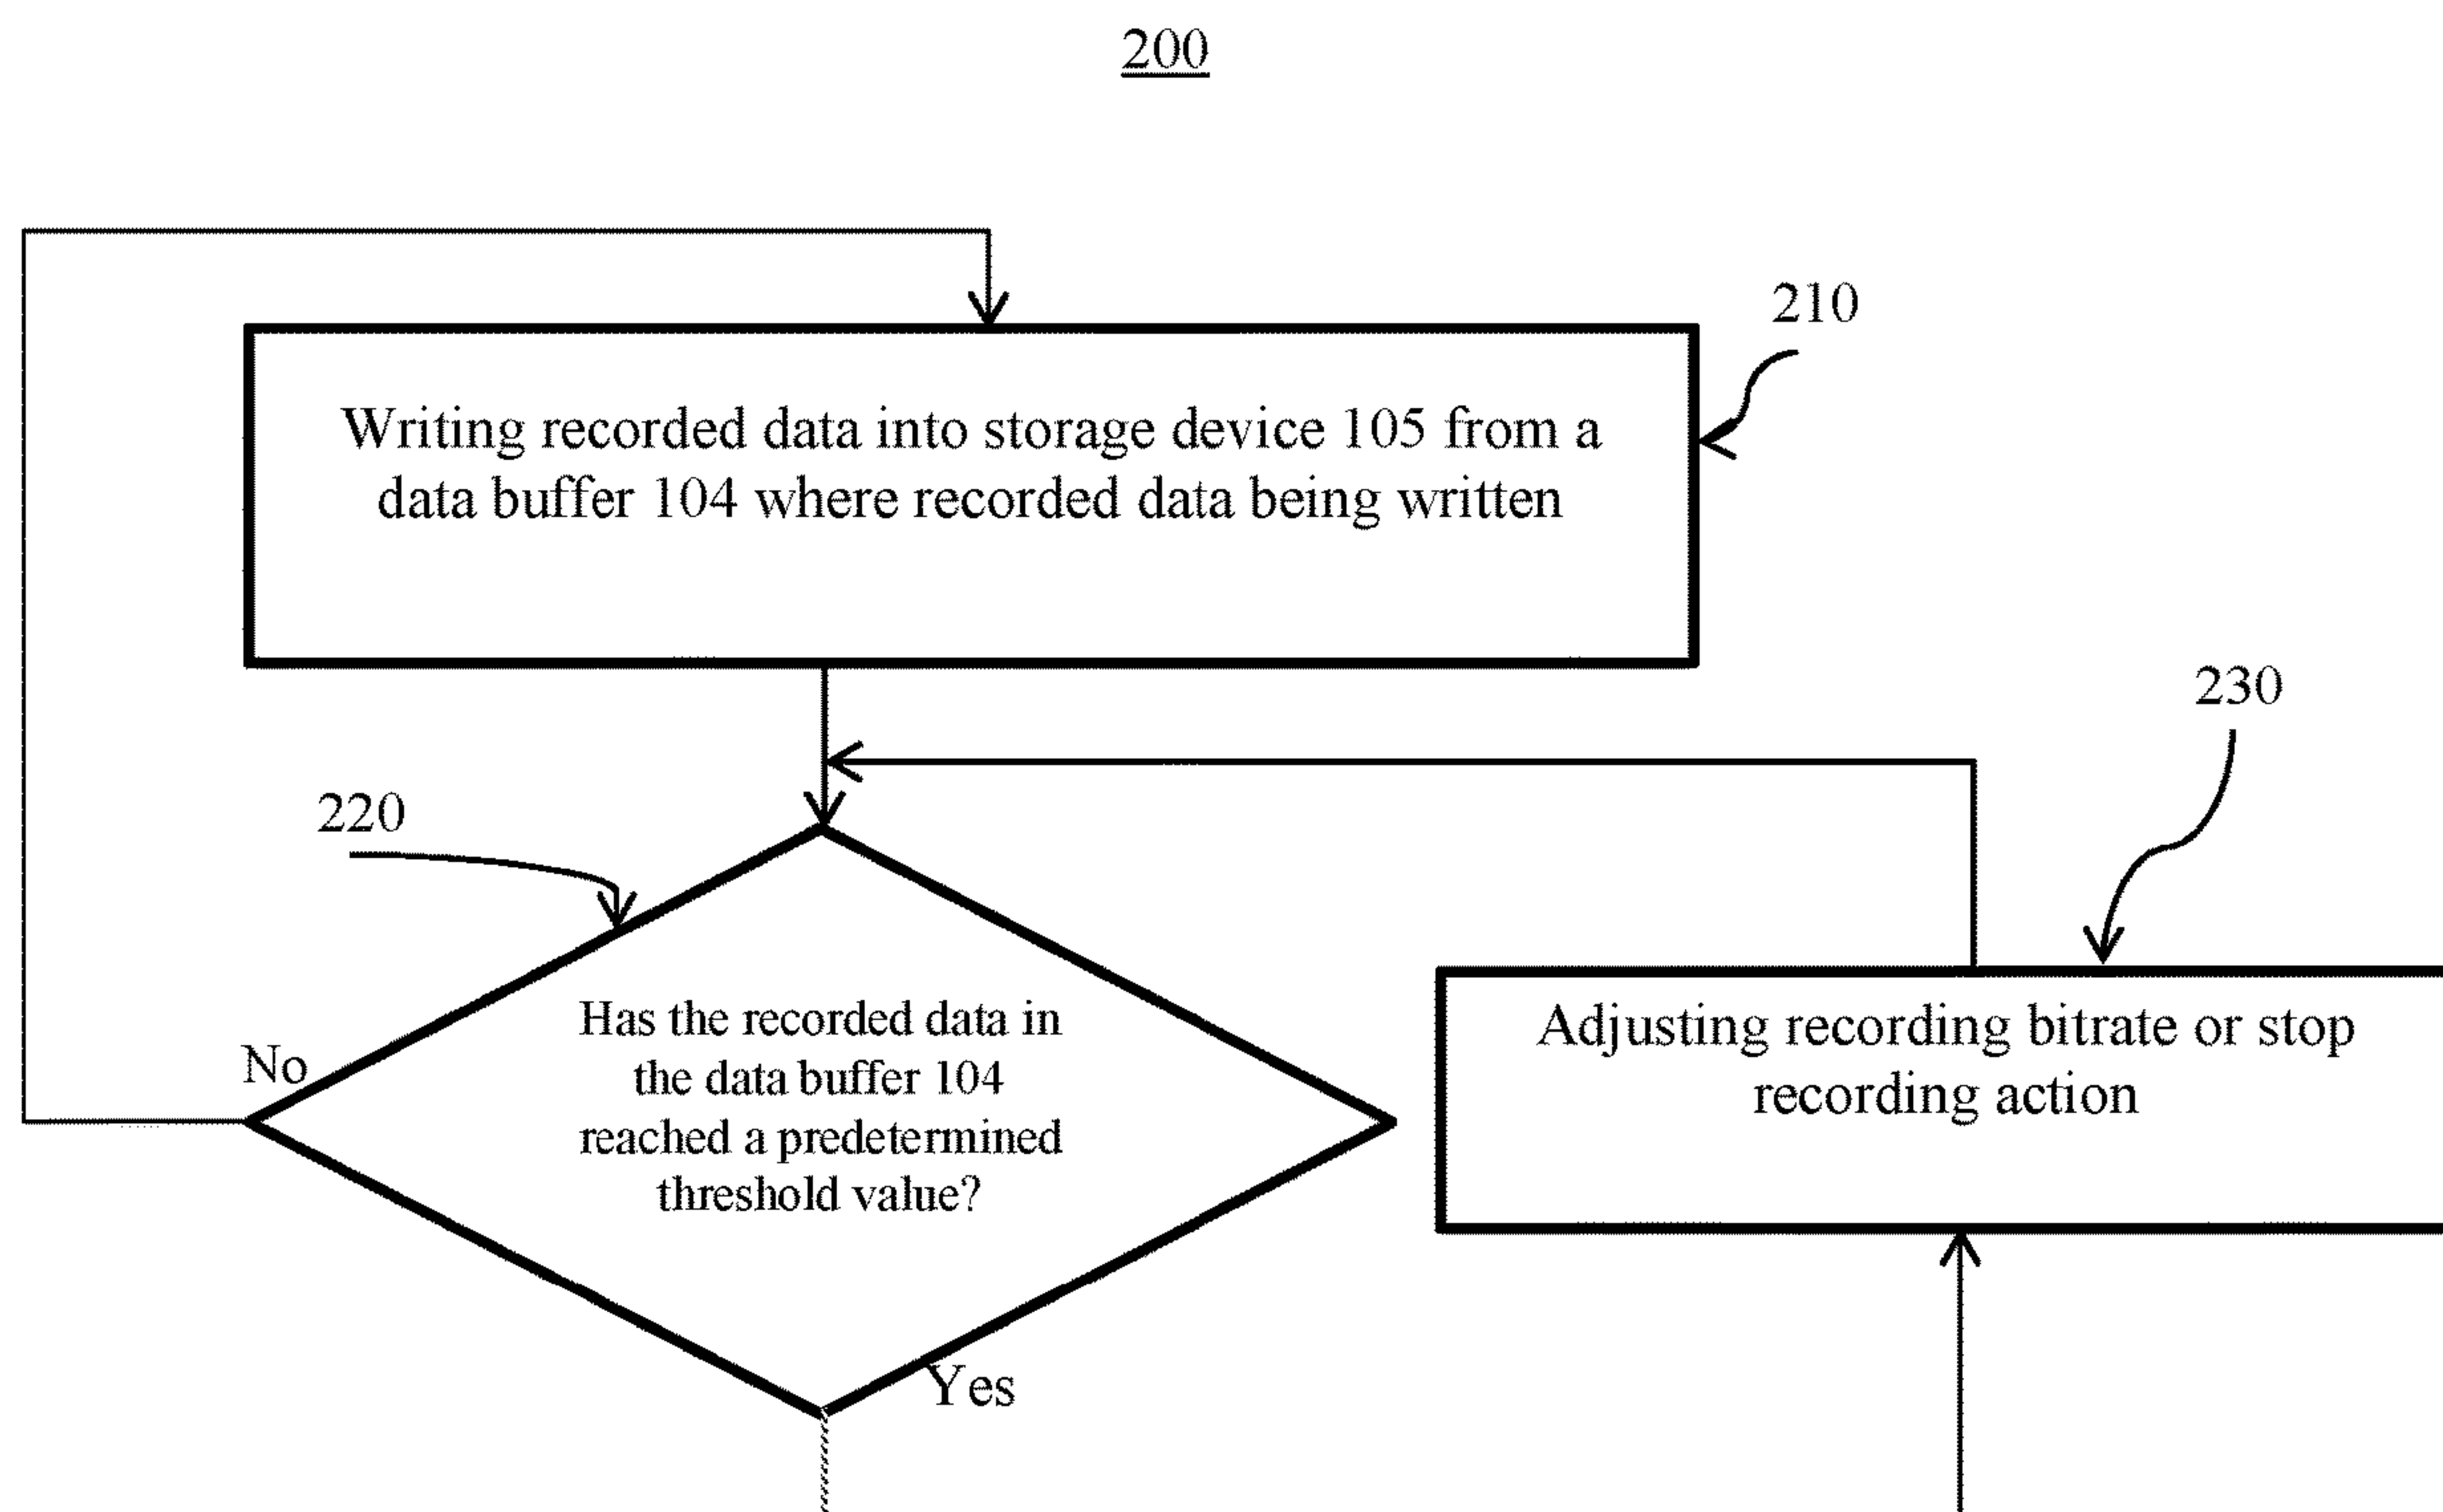 200
210
Writing recorded data into storage device 105 from a
data buffer 104 where recorded data being written
230
220
Has the recorded data in
the data buffer 104
reached a predetermined
threshold value?
No
Yes
Adjusting recording bitrate or stop
recording action